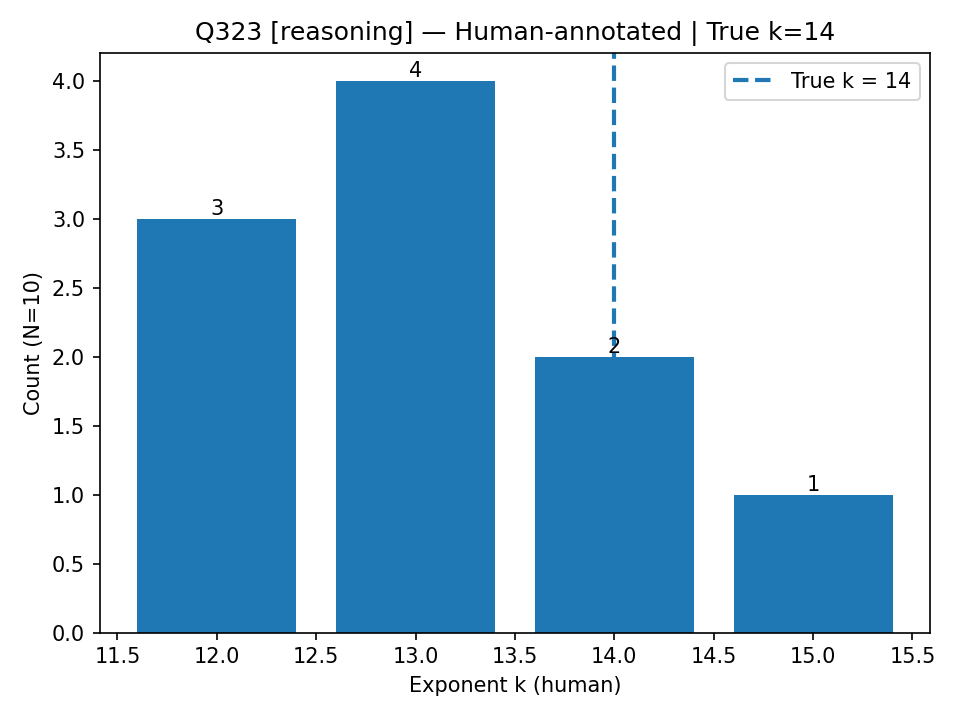 Q323 [reasoning] — Human-annotated | True k=14
True k = 14
4.0
3.5
3.0
2.5
2.0
1.5
1.0
0.5
0.0
Count (N=10)
3
4
2
1
11.5 12.0 12.5 13.0 13.5 14.0 14.5 15.0 15.5
Exponent k (human)